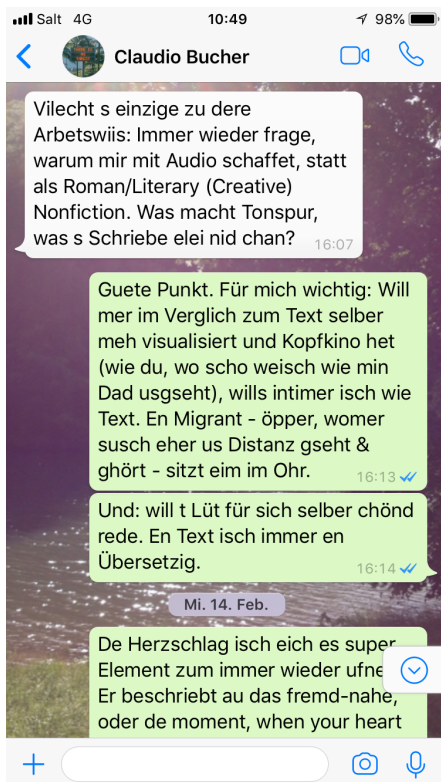 Salt 4G 10:49 98%
Claudio Bucher
Vilecht s einzige zu dere
Arbetswiis: Immer wieder frage,
warum mir mit Audio schaffet, statt
als Roman/Literary (Creative)
Nonfiction. Was macht Tonspur,
was s Schriebe elei nid chan? 16:07
Guete Punkt. Für mich wichtig: Will
mer im Verglich zum Text selber
meh visualisiert und Kopfkino het
(wie du, wo scho weisch wie min
Dad usgseht), wills intimer isch wie
Text. En Migrant - öpper, womer
susch eher us Distanz gseht &
ghört - sitzt eim im Ohr. 16:13
Und: will t Lüt für sich selber chönd
rede. En Text isch immer en
Übersetzig. 16:14
Mi. 14. Feb.
De Herzschlag isch eich es super
Element zum immer wieder ufne
Er beschriebt au das fremd-nahe,
oder de moment, when your heart